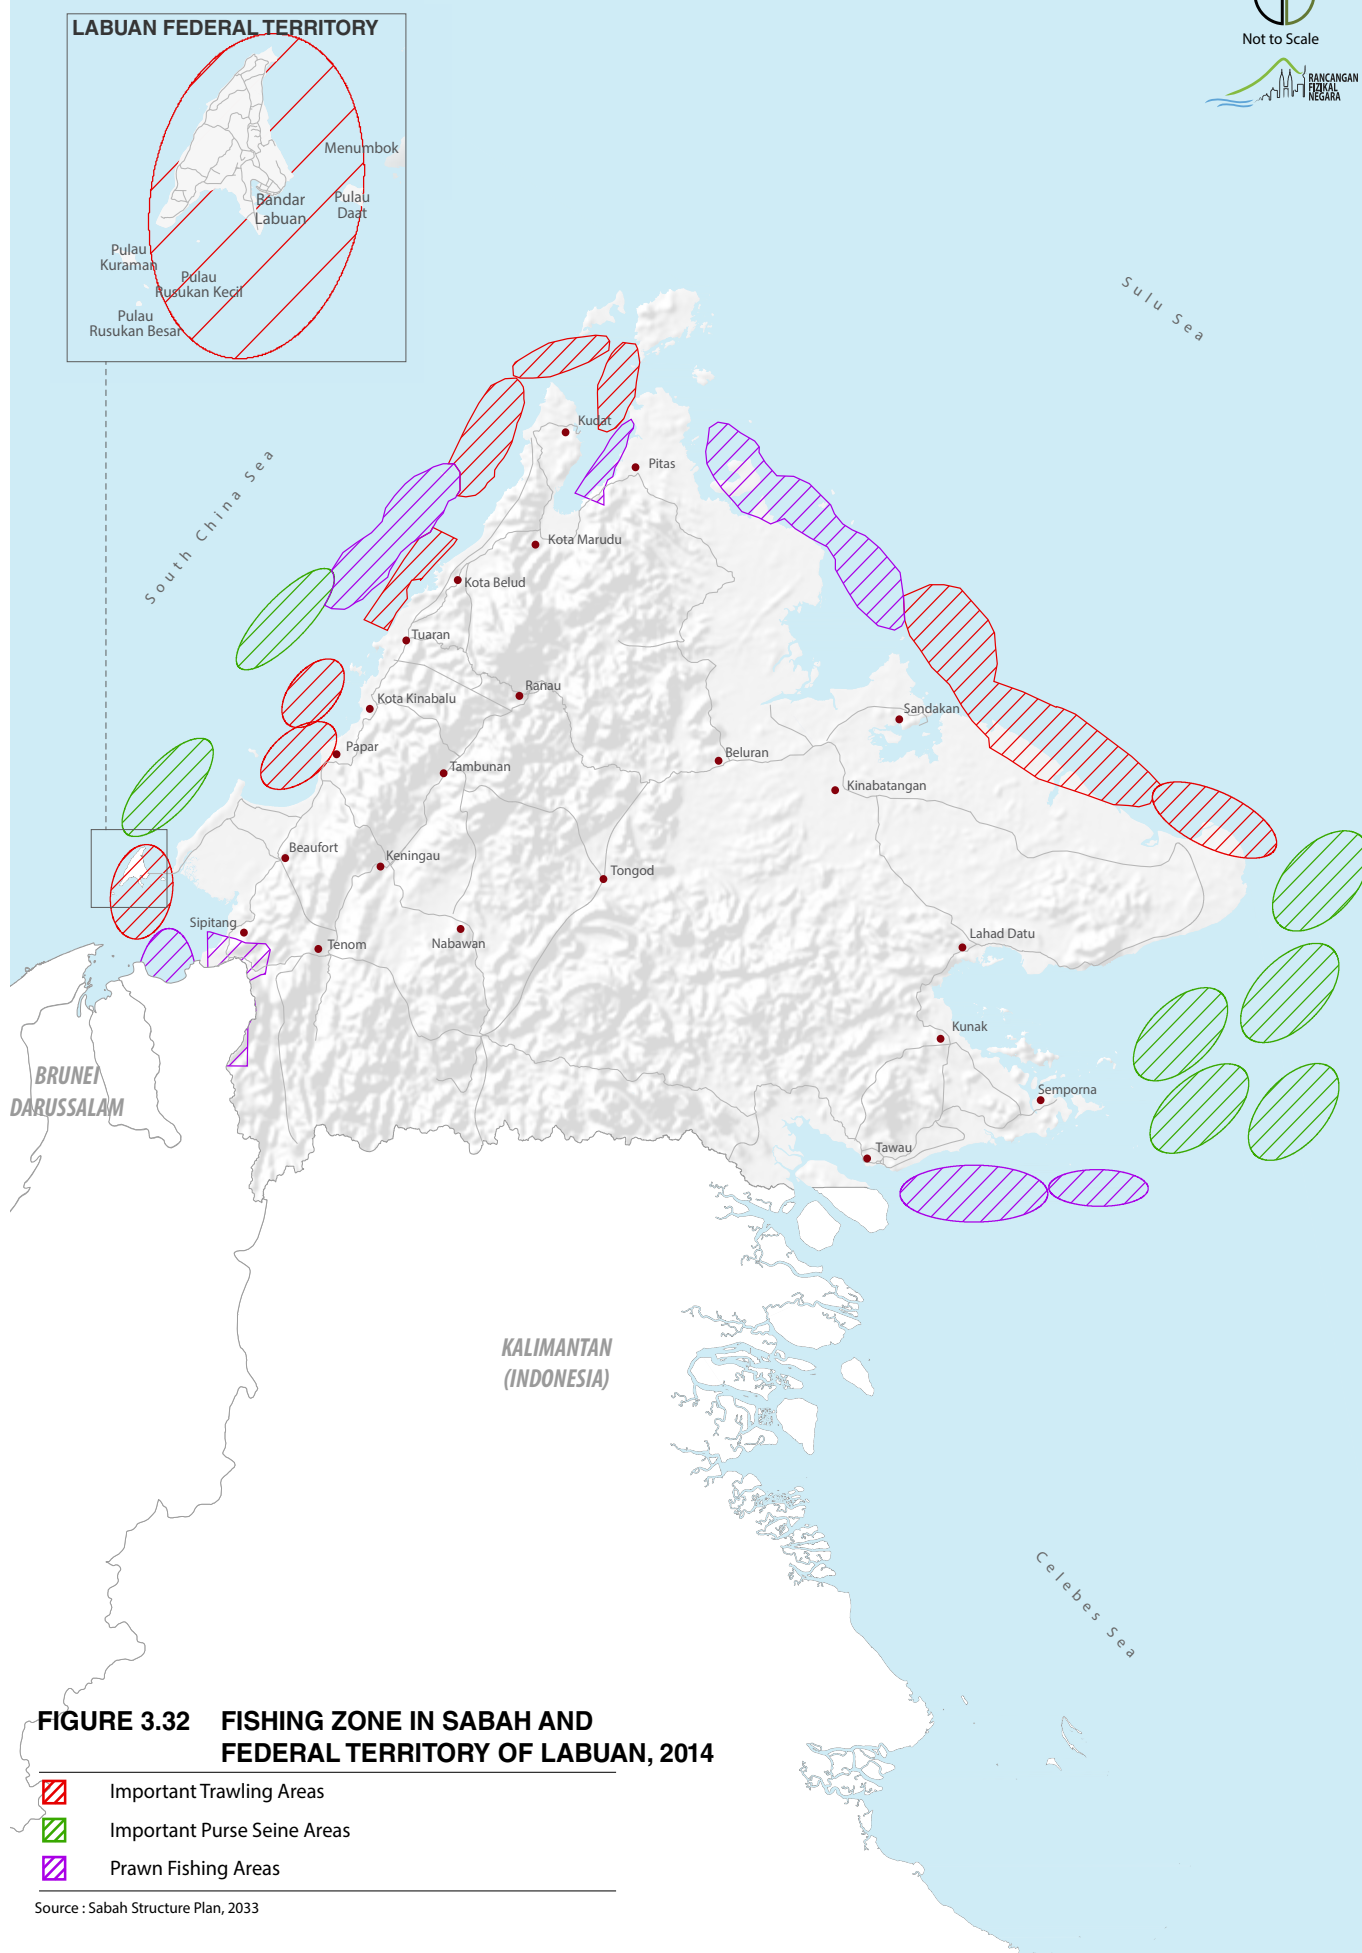 LABUAN FEDERAL TERRITORY
Menumbok
Bandar
Labuan
Pulau
Daat
Pulau
Kuraman
Pulau
Rusukan Kecil
Pulau
Rusukan Besar
Not to Scale
RANCANGAN
FIZIKAL
NEGARA
Sulu Sea
South China Sea
Kudat
Pitas
Kota Marudu
Kota Belud
Tuaran
Ranau
Kota Kinabalu
Sandakan
Papar
Beluran
Tambunan
Kinabatangan
Beaufort
Keningau
Tongod
Sipitang
Tenom
Nabawan
Lahad Datu
Kunak
Semporna
Tawau
BRUNEI
DARUSSALAM
KALIMANTAN
(INDONESIA)
Celebes Sea
FIGURE 3.32 FISHING ZONE IN SABAH AND
FEDERAL TERRITORY OF LABUAN, 2014
Important Trawling Areas
Important Purse Seine Areas
Prawn Fishing Areas
Source : Sabah Structure Plan, 2033